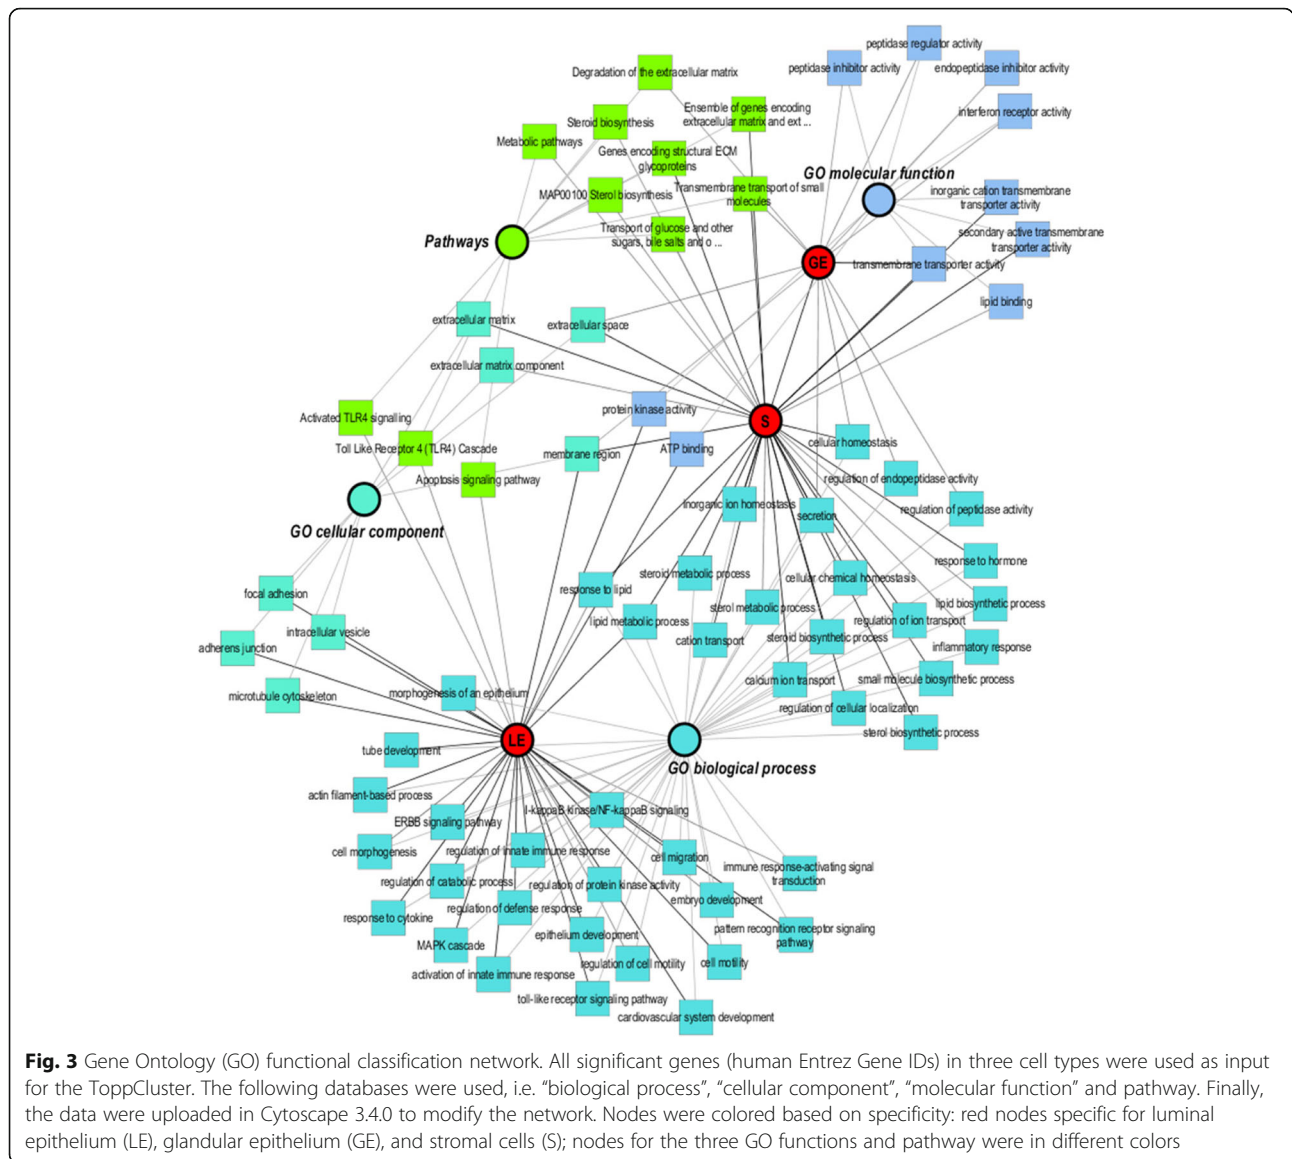 peptidase regulator activity
Degradation of the extracellular matrix
peptidase inhibitor activity
endopeptidase inhibitor activity
Ensemble of genes encoding
extracellular matrix and ext ...
interferon receptor activity
Steroid biosynthesis
Metabolic pathways
Genes encoding structural ECM
glycoproteins
GO molecular function
MAP00100 Sterol biosynthesis
Transmembrane transport of small
molecules
inorganic cation transmembrane
transporter activity
Transport of glucose and other
sugars, bile salts and o ...
secondary active transmembrane
transporter activity
Pathways
GE
transmembrane transporter activity
lipid binding
extracellular matrix
extracellular space
extracellular matrix component
protein kinase activity
Activated TLR4 signalling
S
cellular homeostasis
Toll Like Receptor 4 (TLR4) Cascade
membrane region
ATP binding
Apoptosis signaling pathway
regulation of endopeptidase activity
Inorganic ion homeostasis
secretion
regulation of peptidase activity
GO cellular component
response to hormone
steroid metabolic process
cellular chemical homeostasis
focal adhesion
response to lipid
lipid biosynthetic process
sterol metabolic process
lipid metabolic process
regulation of ion transport
intracellular vesicle
cation transport
steroid biosynthetic process
adherens junction
inflammatory response
microtubule cytoskeleton
morphogenesis of an epithelium
calcium ion transport
small molecule biosynthetic process
regulation of cellular localization
LE
sterol biosynthetic process
tube development
GO biological process
actin filament-based process
I-kappaB kinase/NF-kappaB signaling
ERBB signaling pathway
cell morphogenesis
regulation of innate immune response
cell migration
immune response-activating signal
transduction
regulation of catabolic process
regulation of protein kinase activity
embryo development
response to cytokine
regulation of defense response
pattern recognition receptor signaling
pathway
MAPK cascade
epithelium development
regulation of cell motility
cell motility
activation of innate immune response
toll-like receptor signaling pathway
cardiovascular system development
Fig. 3 Gene Ontology (GO) functional classification network. All significant genes (human Entrez Gene IDs) in three cell types were used as input
for the ToppCluster. The following databases were used, i.e. “biological process”, “cellular component”, “molecular function” and pathway. Finally,
the data were uploaded in Cytoscape 3.4.0 to modify the network. Nodes were colored based on specificity: red nodes specific for luminal
epithelium (LE), glandular epithelium (GE), and stromal cells (S); nodes for the three GO functions and pathway were in different colors